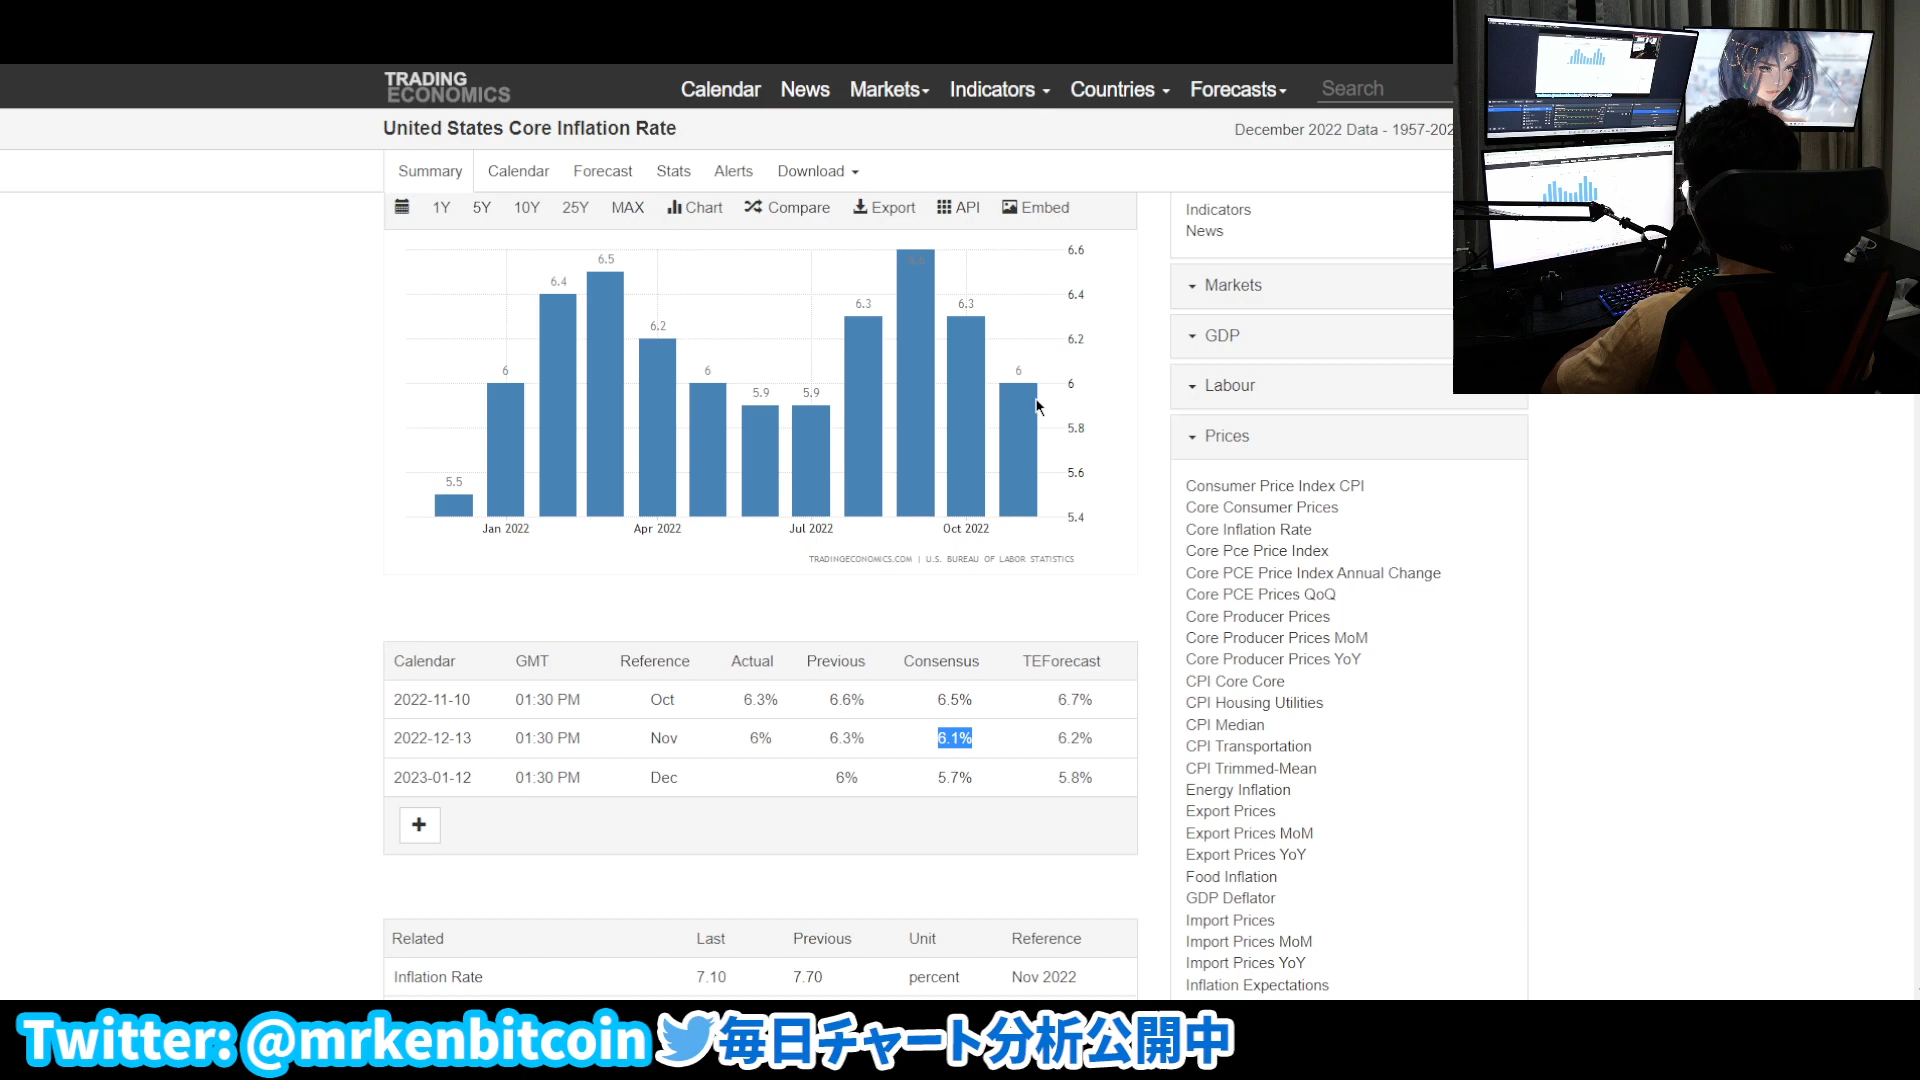 TRADING
ECONOMICS
Calendar News Markets Indicators Countries Forecasts Search
United States Core Inflation Rate
December 2022 Data - 1957-202
Summary Calendar Forecast Stats Alerts Download
1Y 5Y 10Y 25Y MAX Chart Compare Export API Embed
6.6
6.4
6.2
6
5.8
5.6
5.4
5.5
6
6.4
6.5
6.2
6
5.9
5.9
6.3
6.6
6.3
6
Jan 2022 Apr 2022 Jul 2022 Oct 2022
TRADINGECONOMICS.COM | U.S. BUREAU OF LABOR STATISTICS
Calendar GMT Reference Actual Previous Consensus TEForecast
2022-11-10 01:30 PM Oct 6.3% 6.6% 6.5% 6.7%
2022-12-13 01:30 PM Nov 6% 6.3% 6.1% 6.2%
2023-01-12 01:30 PM Dec 6% 5.7% 5.8%
+
Related Last Previous Unit Reference
Inflation Rate 7.10 7.70 percent Nov 2022
Indicators
News
Markets
GDP
Labour
Prices
Consumer Price Index CPI
Core Consumer Prices
Core Inflation Rate
Core Pce Price Index
Core PCE Price Index Annual Change
Core PCE Prices QoQ
Core Producer Prices
Core Producer Prices MoM
Core Producer Prices YoY
CPI Core Core
CPI Housing Utilities
CPI Median
CPI Transportation
CPI Trimmed-Mean
Energy Inflation
Export Prices
Export Prices MoM
Export Prices YoY
Food Inflation
GDP Deflator
Import Prices
Import Prices MoM
Import Prices YoY
Inflation Expectations
Twitter: @mrkenbitcoin 毎日チャート分析公開中